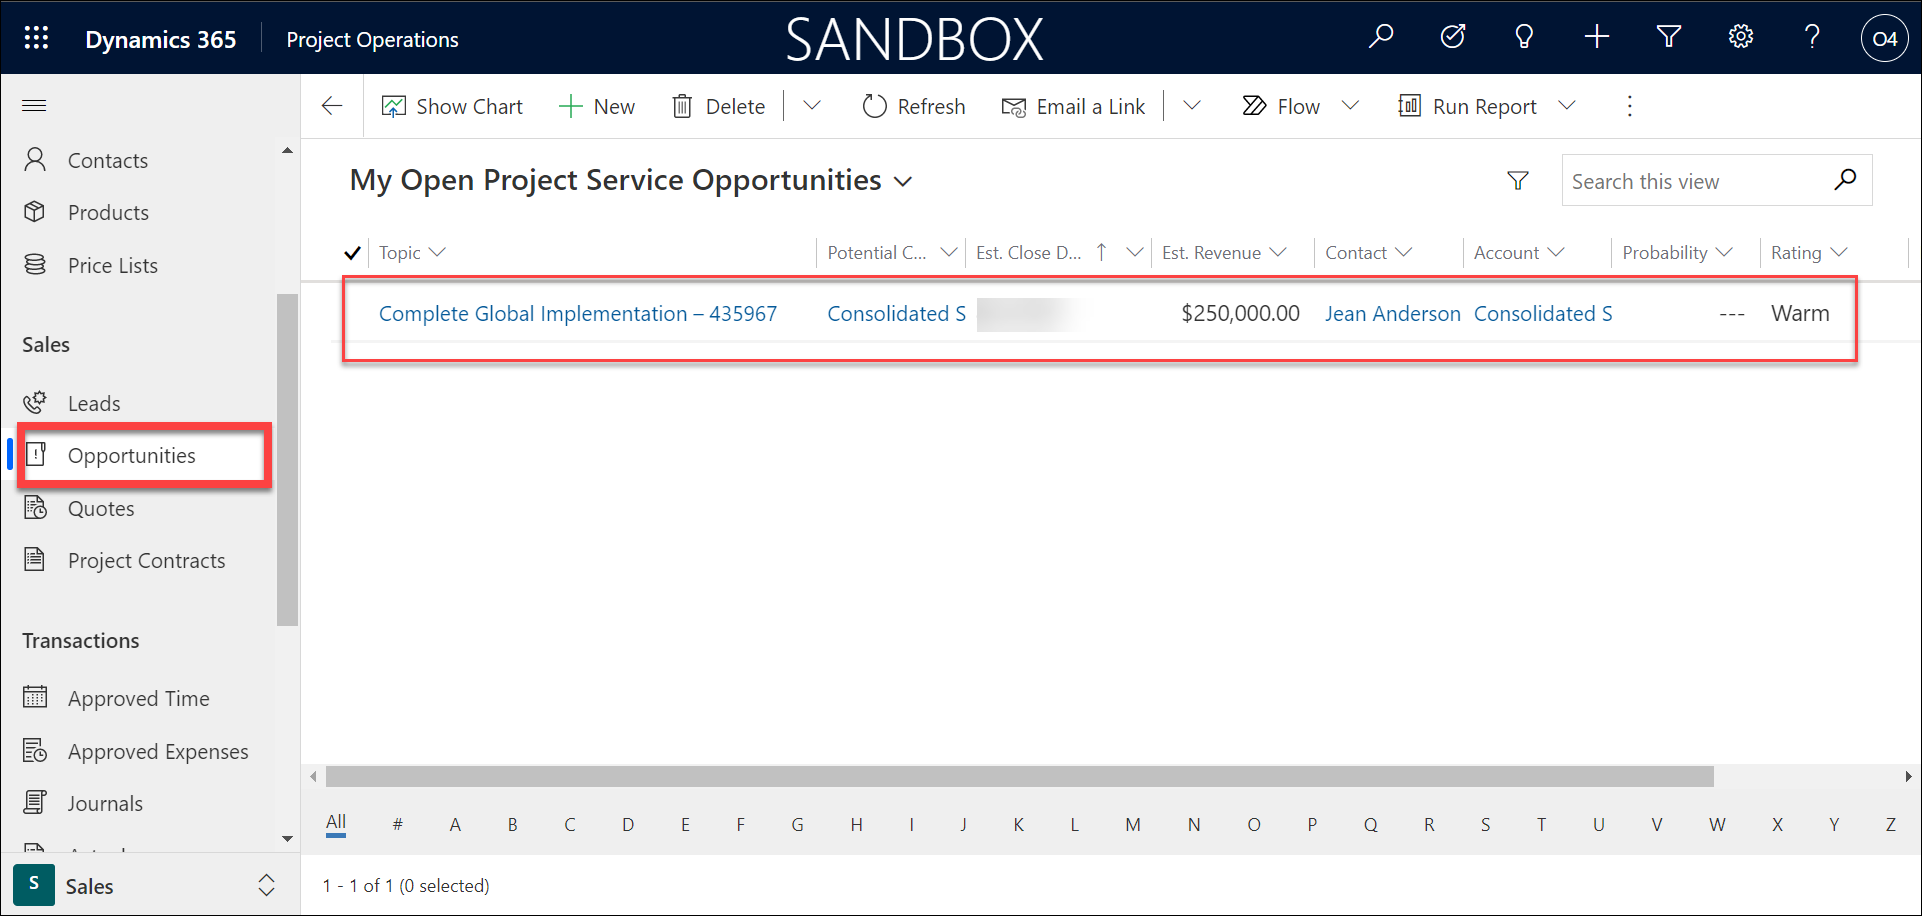 Dynamics 365
Project Operations
SANDBOX
O4
Show Chart
New
Delete
Refresh
Email a Link
Flow
Run Report
Contacts
Products
Price Lists
Sales
Leads
Opportunities
Quotes
Project Contracts
Transactions
Approved Time
Approved Expenses
Journals
S Sales
My Open Project Service Opportunities
Search this view
Topic Potential C... Est. Close D... ↑ Est. Revenue Contact Account Probability Rating
Complete Global Implementation – 435967 Consolidated S $250,000.00 Jean Anderson Consolidated S --- Warm
All # A B C D E F G H I J K L M N O P Q R S T U V W X Y Z
1 - 1 of 1 (0 selected)